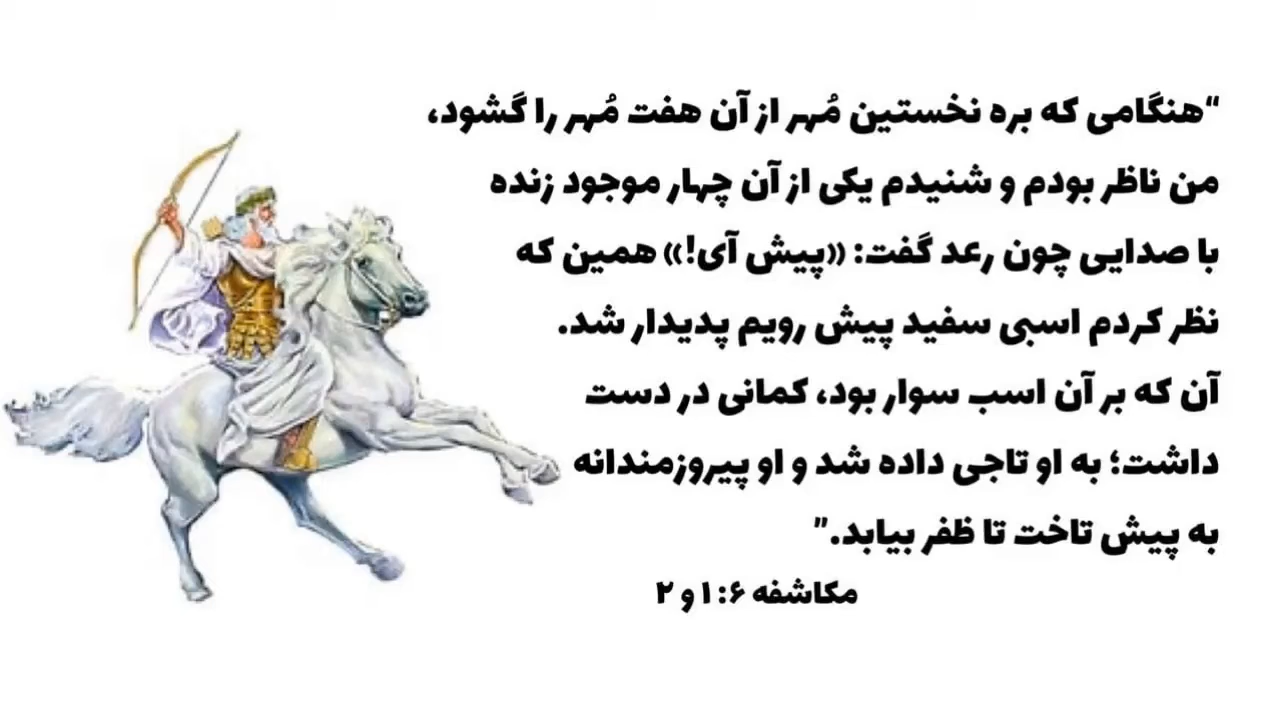 “هنگامی که بره نخستین مُهر از آن هفت مُهر را گشود،
من ناظر بودم و شنیدم یکی از آن چهار موجود زنده
با صدایی چون رعد گفت: «پیش آی!» همین که
نظر کردم اسبی سفید پیش رویم پدیدار شد.
آن که بر آن اسب سوار بود، کمانی در دست
داشت؛ به او تاجی داده شد و او پیروزمندانه
به پیش تاخت تا ظفر بیابد.”
مکاشفه ۶: ۱ و ۲